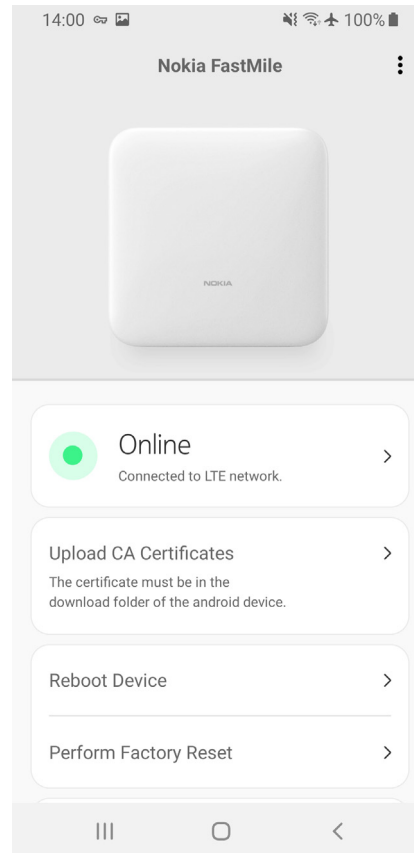 14:00 100%
Nokia FastMile
NOKIA
Online
Connected to LTE network.
Upload CA Certificates
The certificate must be in the
download folder of the android device.
Reboot Device
Perform Factory Reset